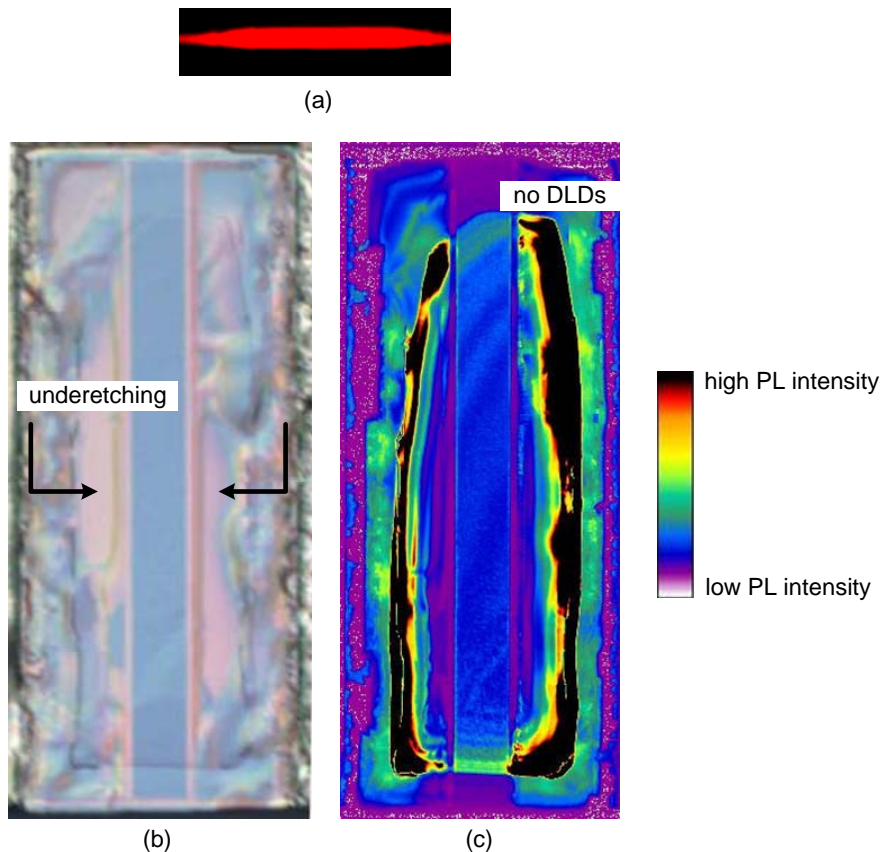 (a)
no DLDs
underetching
high PL intensity
low PL intensity
(b)
(c)